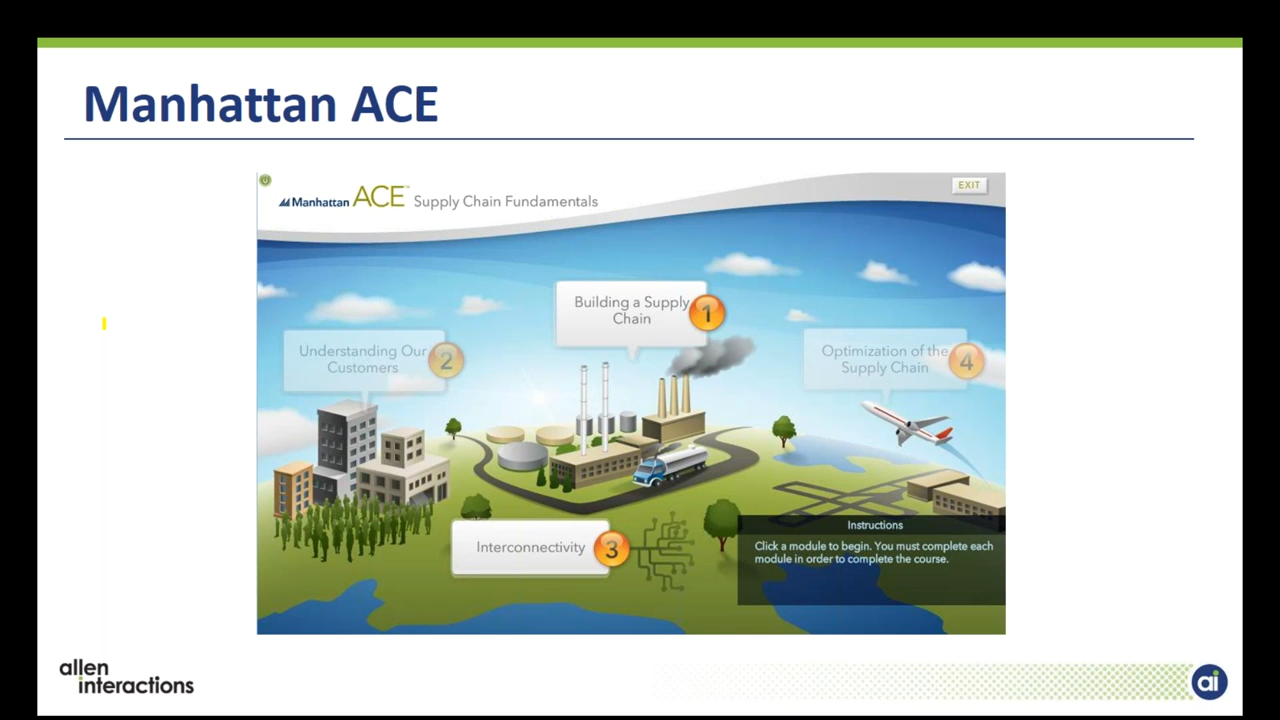 Manhattan ACE
Manhattan ACE™ Supply Chain Fundamentals
EXIT
Building a Supply
Chain
1
Understanding Our
Customers
2
Optimization of the
Supply Chain
4
Interconnectivity
3
Instructions
Click a module to begin. You must complete each
module in order to complete the course.
allen
interactions
ai